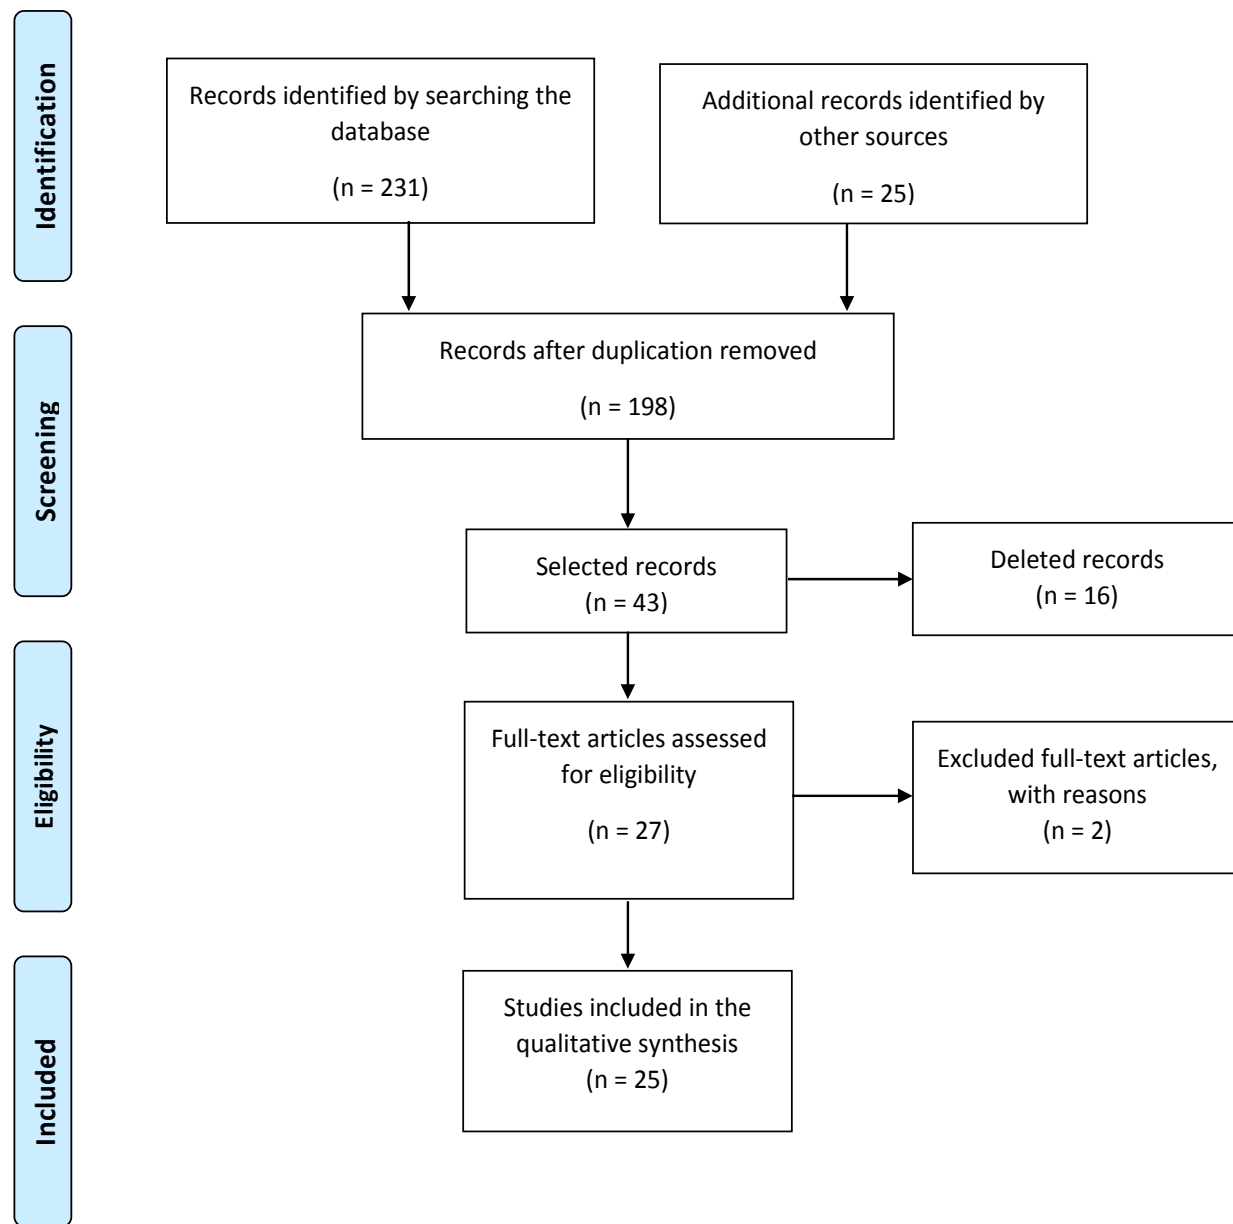 Identification
Records identified by searching the
database
(n = 231)
Additional records identified by
other sources
(n = 25)
Screening
Records after duplication removed
(n = 198)
Selected records
(n = 43)
Deleted records
(n = 16)
Eligibility
Full-text articles assessed
for eligibility
(n = 27)
Excluded full-text articles,
with reasons
(n = 2)
Included
Studies included in the
qualitative synthesis
(n = 25)